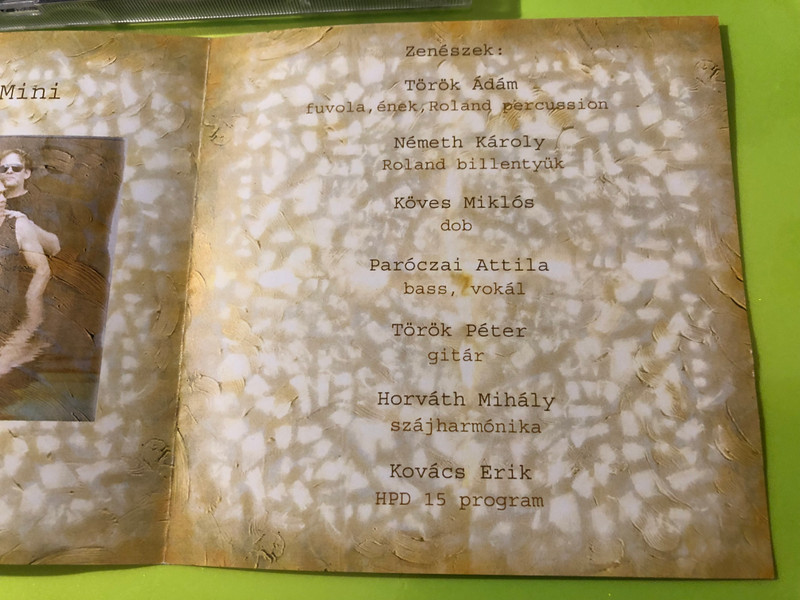 Mini
Zenészek:
Török Ádám
fuvola,ének,Roland percussion
Németh Károly
Roland billentyük
Köves Miklós
dob
Paróczai Attila
bass, vokál
Török Péter
gitár
Horváth Mihály
szájharmónika
Kovács Erik
HPD 15 program